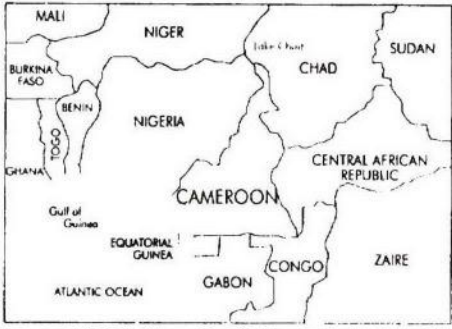 MALI
NIGER
Lake Chad
SUDAN
CHAD
BURKINA
FASO
BENIN
NIGERIA
TOGO
GHANA
CENTRAL AFRICAN
REPUBLIC
CAMEROON
Gulf of
Guinea
EQUATORIAL
GUINEA
ZAIRE
CONGO
GABON
ATLANTIC OCEAN